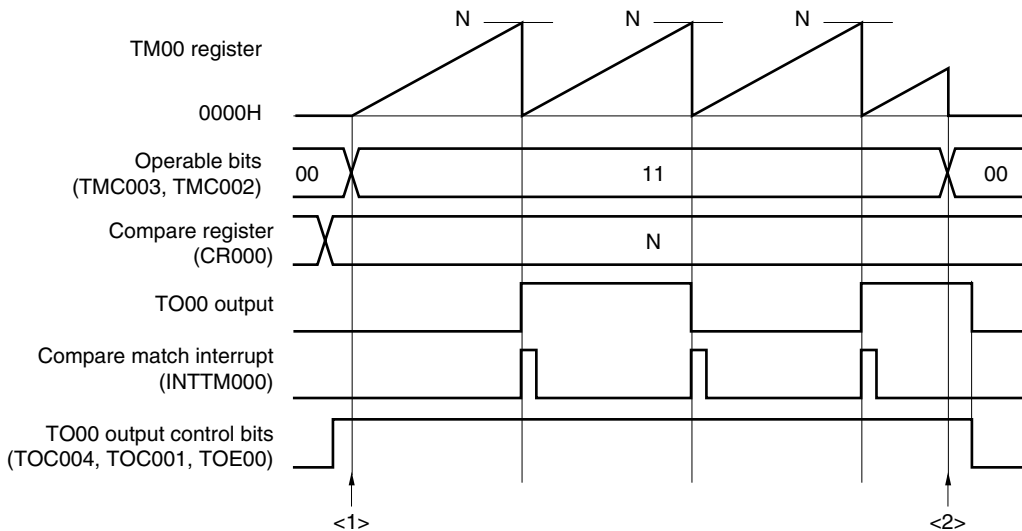 N N N
TM00 register
0000H
Operable bits
(TMC003, TMC002)
00 11 00
Compare register
(CR000)
N
TO00 output
Compare match interrupt
(INTTM000)
TO00 output control bits
(TOC004, TOC001, TOE00)
<1> <2>